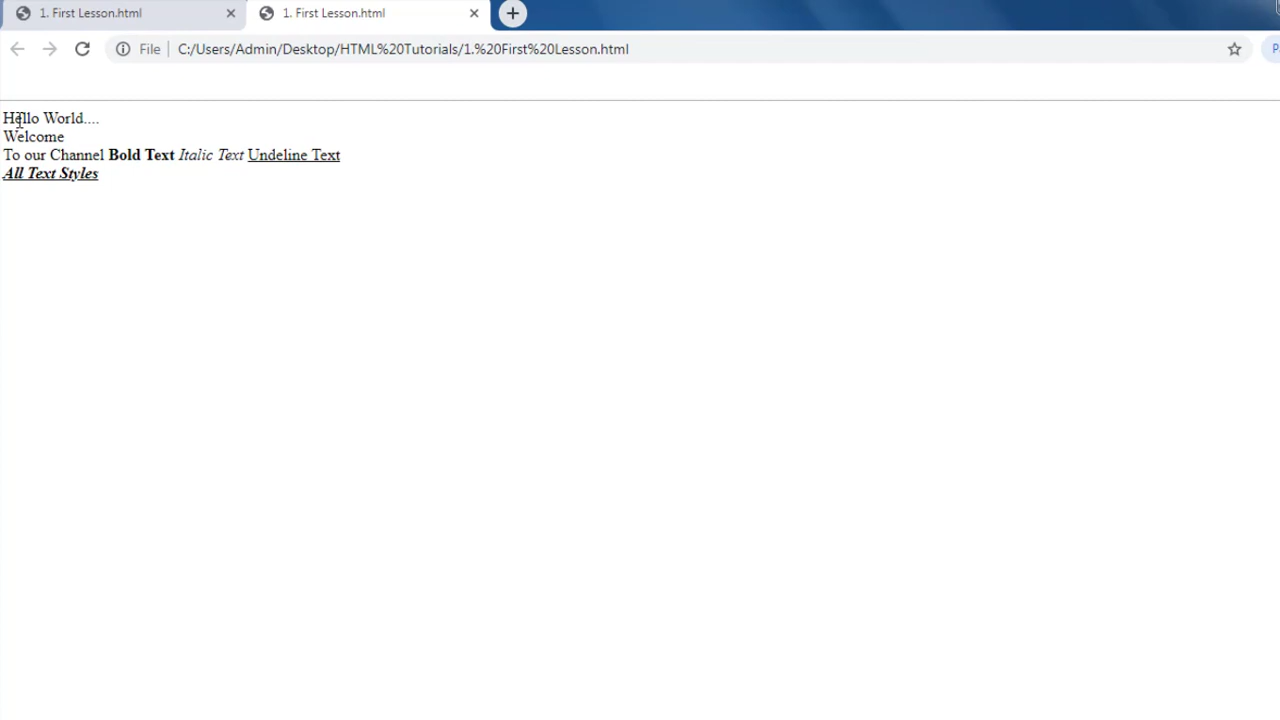 1. First Lesson.html
1. First Lesson.html
File
C:/Users/Admin/Desktop/HTML%20Tutorials/1.%20First%20Lesson.html
Hello World....
Welcome
To our Channel Bold Text Italic Text Undeline Text
All Text Styles